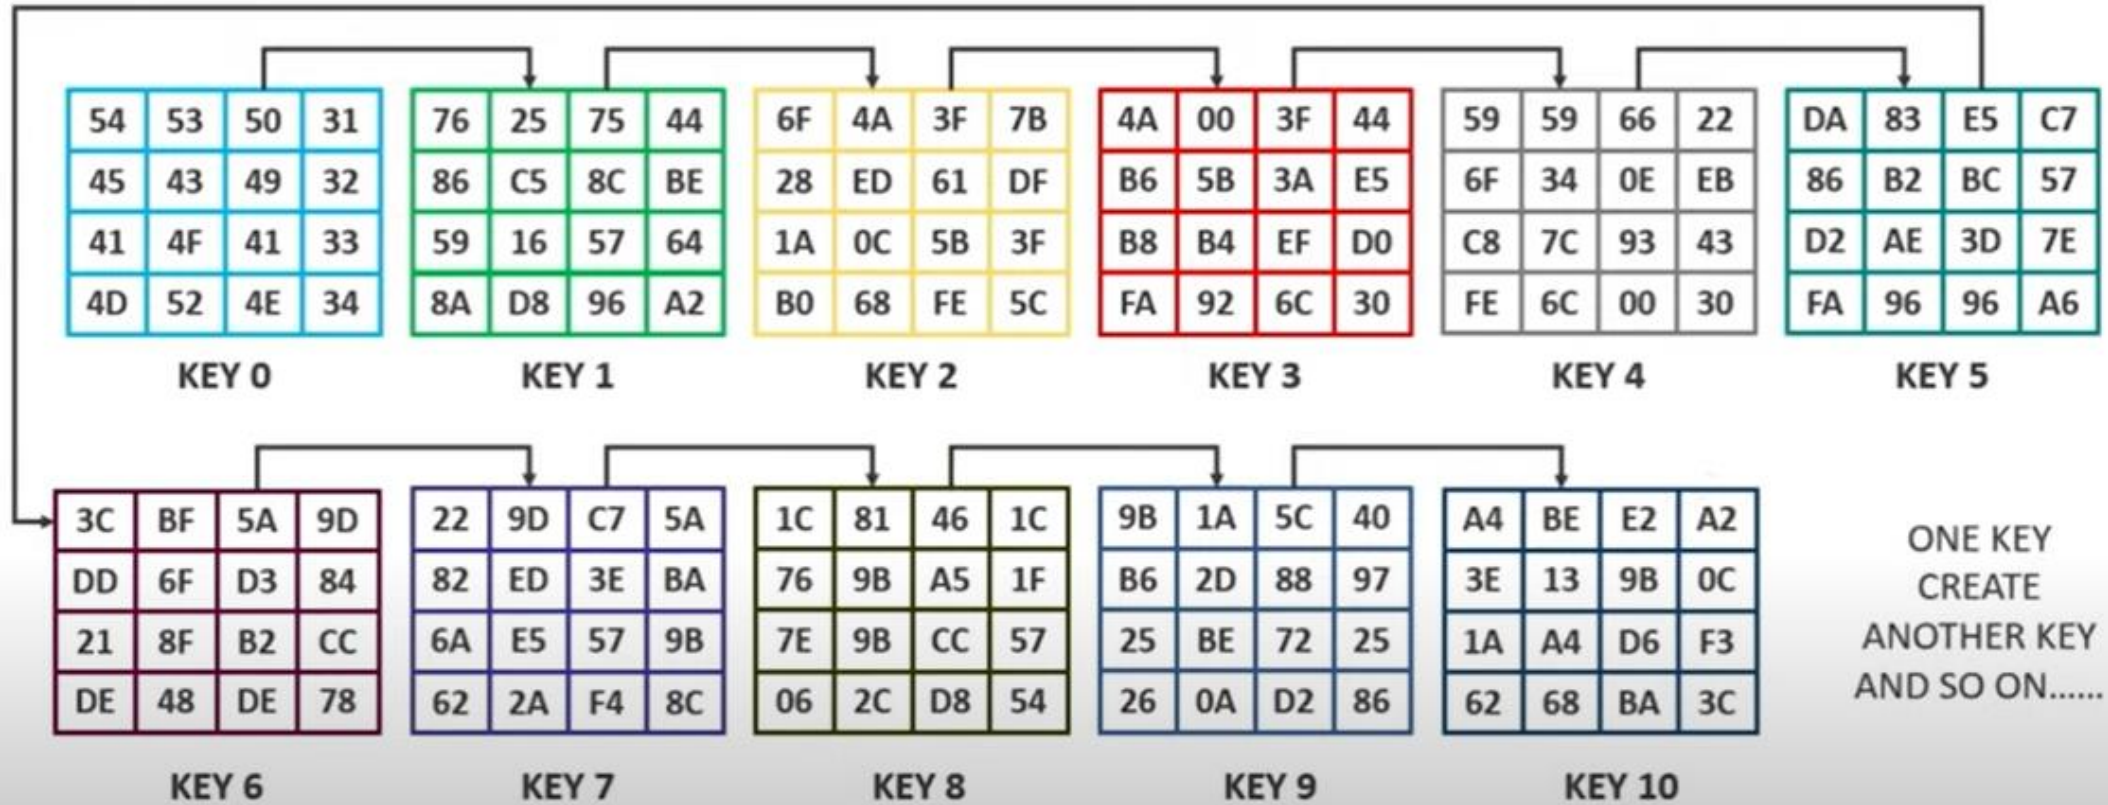 54 53 50 31 76 25 75 44 6F 4A 3F 7B 4A 00 3F 44 59 59 66 22 DA 83 E5 C7
45 43 49 32 86 C5 8C BE 28 ED 61 DF B6 5B 3A E5 6F 34 0E EB 86 B2 BC 57
41 4F 41 33 59 16 57 64 1A 0C 5B 3F B8 B4 EF D0 C8 7C 93 43 D2 AE 3D 7E
4D 52 4E 34 8A D8 96 A2 B0 68 FE 5C FA 92 6C 30 FE 6C 00 30 FA 96 96 A6
KEY 0 KEY 1 KEY 2 KEY 3 KEY 4 KEY 5
3C BF 5A 9D 22 9D C7 5A 1C 81 46 1C 9B 1A 5C 40 A4 BE E2 A2
DD 6F D3 84 82 ED 3E BA 76 9B A5 1F B6 2D 88 97 3E 13 9B 0C
21 8F B2 CC 6A E5 57 9B 7E 9B CC 57 25 BE 72 25 1A A4 D6 F3
DE 48 DE 78 62 2A F4 8C 06 2C D8 54 26 0A D2 86 62 68 BA 3C
KEY 6 KEY 7 KEY 8 KEY 9 KEY 10
ONE KEY
CREATE
ANOTHER KEY
AND SO ON......